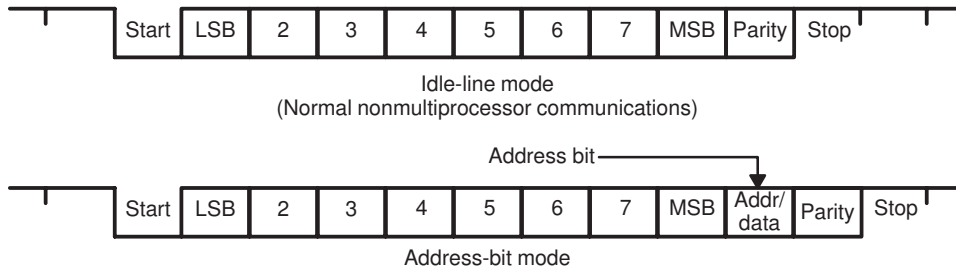 Start LSB 2 3 4 5 6 7 MSB Parity Stop
Idle-line mode
(Normal nonmultiprocessor communications)
Address bit
Start LSB 2 3 4 5 6 7 MSB Addr/ data Parity Stop
Address-bit mode